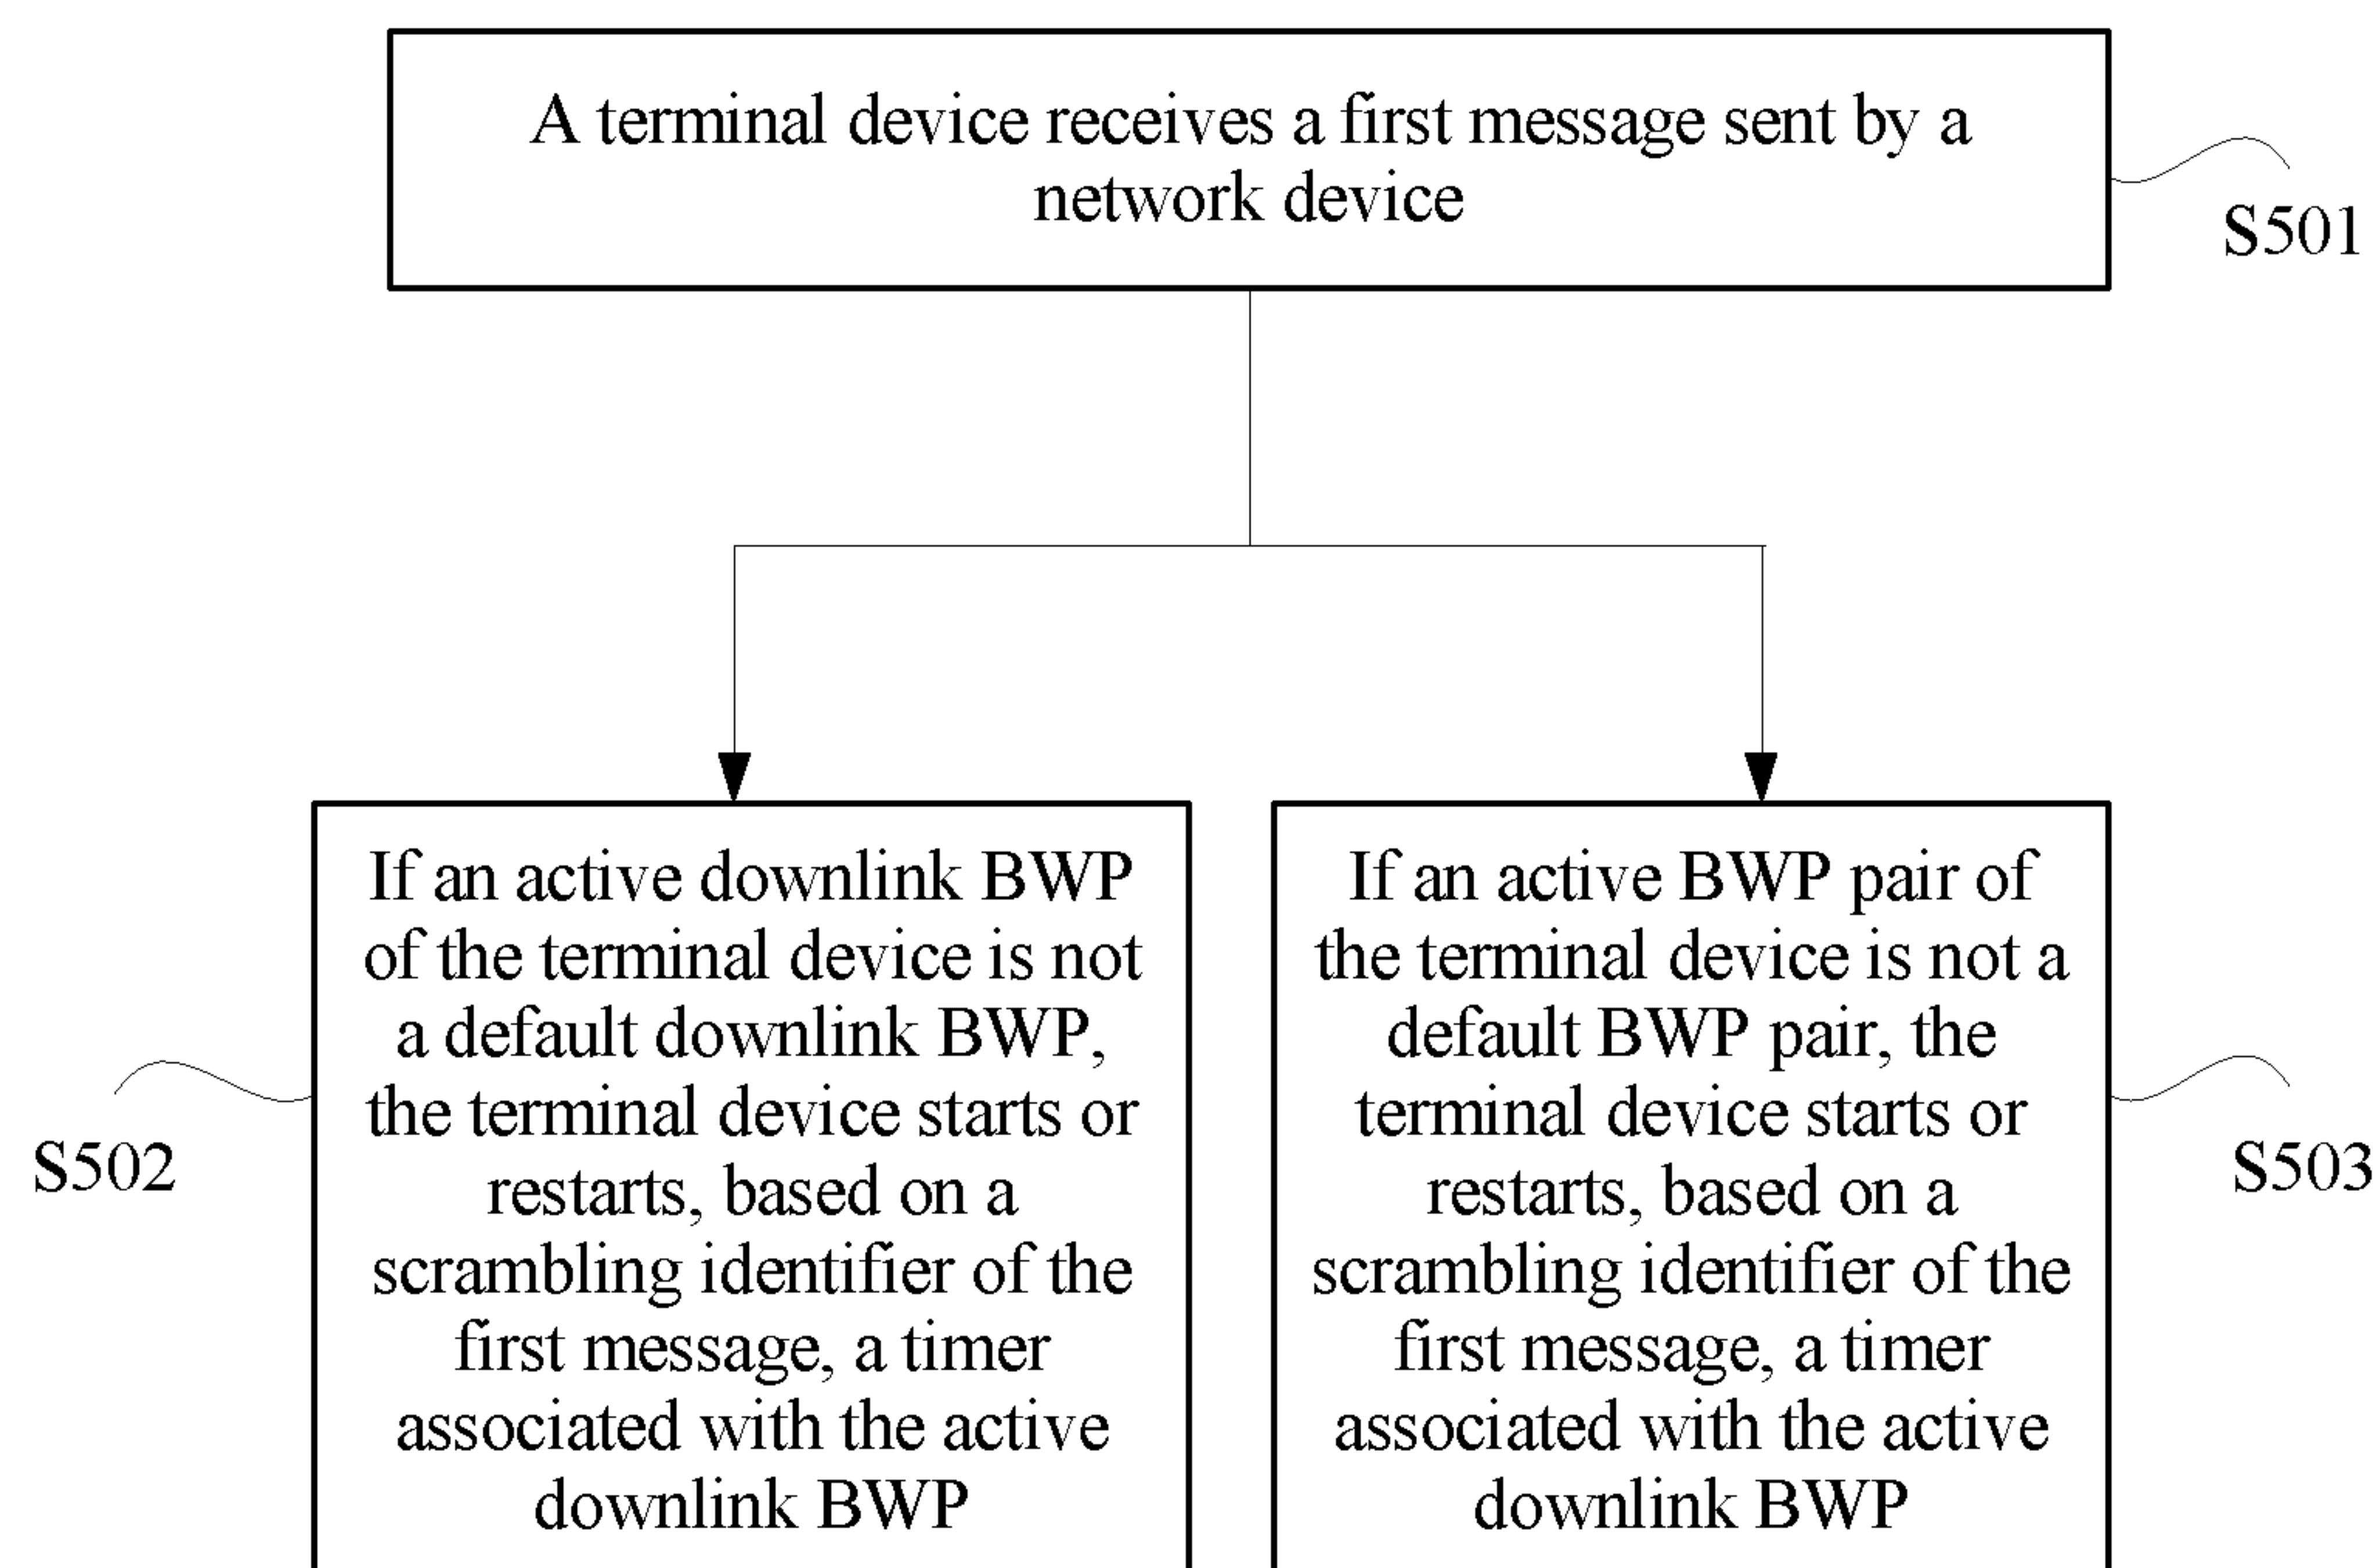 A terminal device receives a first message sent by a
network device
S501
If an active downlink BWP
of the terminal device is not
a default downlink BWP,
the terminal device starts or
restarts, based on a
scrambling identifier of the
first message, a timer
associated with the active
downlink BWP
S502
If an active BWP pair of
the terminal device is not a
default BWP pair, the
terminal device starts or
restarts, based on a
scrambling identifier of the
first message, a timer
associated with the active
downlink BWP
S503